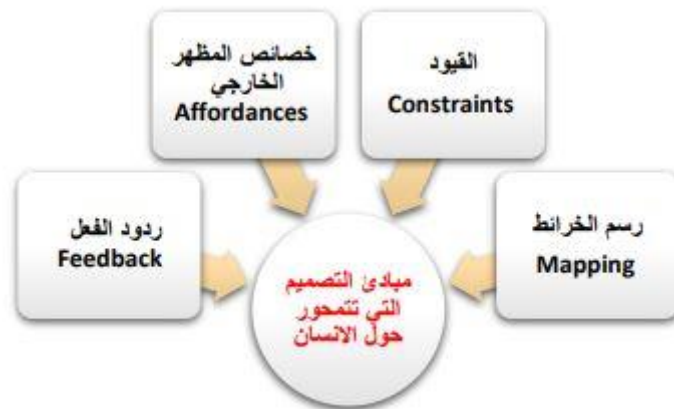 خصائص المظهر
الخارجي
Affordances
القيود
Constraints
ردود الفعل
Feedback
رسم الخرائط
Mapping
مبادئ التصميم
التي تتمحور
حول الانسان